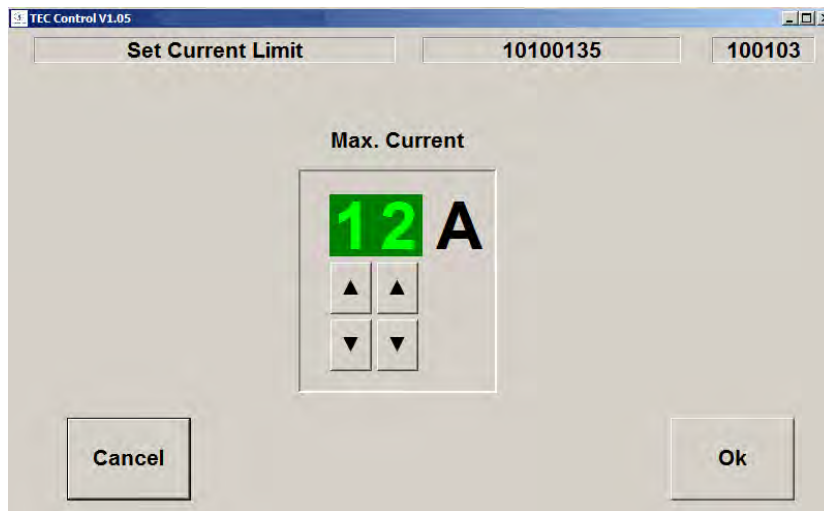 TEC Control V1.05
Set Current Limit 10100135 100103
Max. Current
12 A
Cancel Ok